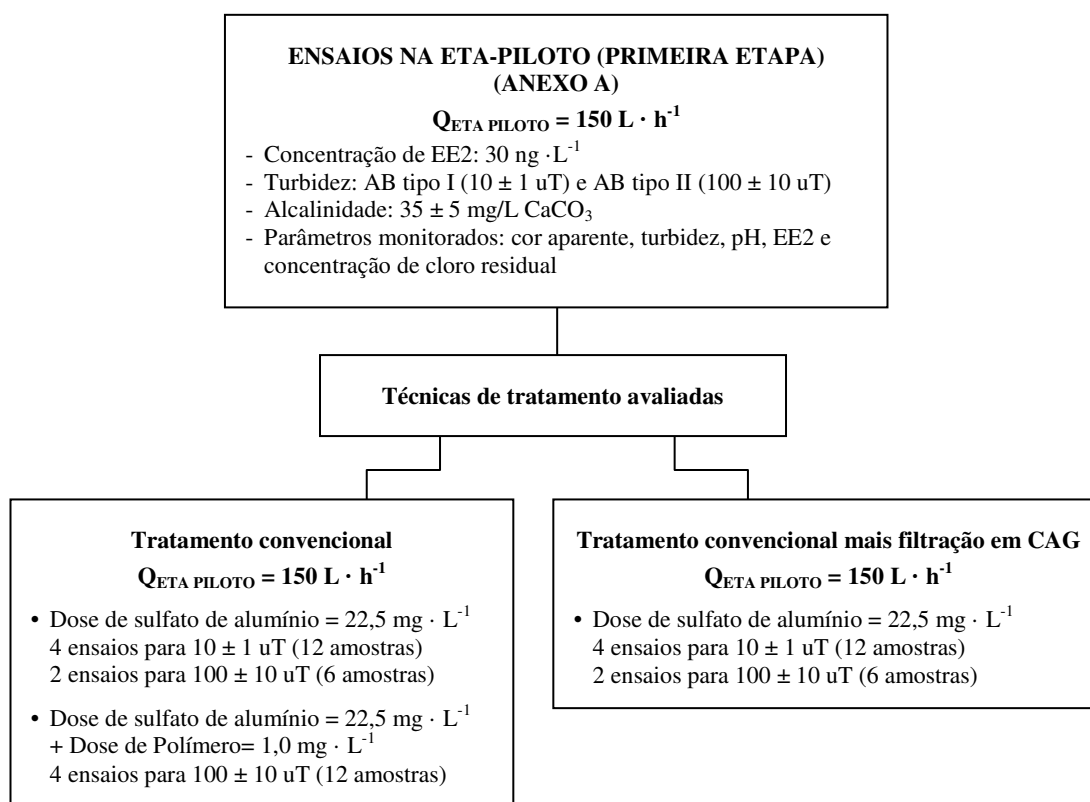 ENSAIOS NA ETA-PILOTO (PRIMEIRA ETAPA)
(ANEXO A)
Q_ETA PILOTO = 150 L · h⁻¹
- Concentração de EE2: 30 ng ·L⁻¹
- Turbidez: AB tipo I (10 ± 1 uT) e AB tipo II (100 ± 10 uT)
- Alcalinidade: 35 ± 5 mg/L CaCO₃
- Parâmetros monitorados: cor aparente, turbidez, pH, EE2 e
concentração de cloro residual
Técnicas de tratamento avaliadas
Tratamento convencional
Q_ETA PILOTO = 150 L · h⁻¹
• Dose de sulfato de alumínio = 22,5 mg · L⁻¹
4 ensaios para 10 ± 1 uT (12 amostras)
2 ensaios para 100 ± 10 uT (6 amostras)
• Dose de sulfato de alumínio = 22,5 mg · L⁻¹
+ Dose de Polímero= 1,0 mg · L⁻¹
4 ensaios para 100 ± 10 uT (12 amostras)
Tratamento convencional mais filtração em CAG
Q_ETA PILOTO = 150 L · h⁻¹
• Dose de sulfato de alumínio = 22,5 mg · L⁻¹
4 ensaios para 10 ± 1 uT (12 amostras)
2 ensaios para 100 ± 10 uT (6 amostras)